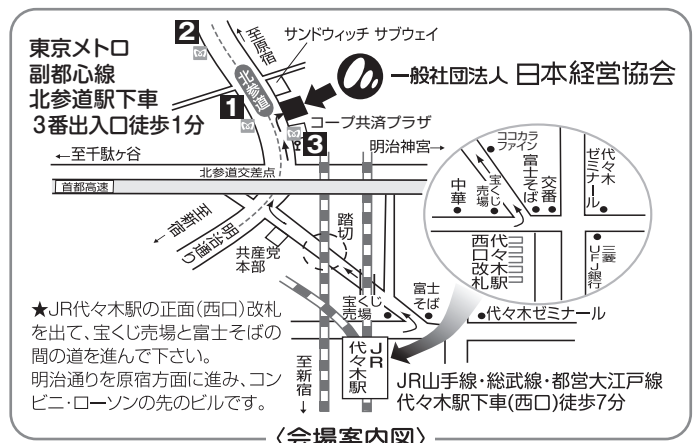 東京メトロ
副都心線
北参道駅下車
3番出入口徒歩1分
2
至原宿
サンドウィッチ サブウェイ
北参道
一般社団法人 日本経営協会
1
3
コープ共済プラザ
←至千駄ヶ谷
明治神宮→
北参道交差点
首都高速
至新宿
明治通り
共産党
本部
踏切
ココカラ
ファイン
富士そば
交番
代々木
ゼミナール
中華
宝くじ
売場
代々木駅
西口改札
三菱
UFJ銀行
宝くじ
売場
富士
そば
代々木ゼミナール
★JR代々木駅の正面(西口)改札
を出て、宝くじ売場と富士そばの
間の道を進んで下さい。
明治通りを原宿方面に進み、コン
ビニ・ローソンの先のビルです。
至新宿↓
JR
代々木駅
JR山手線・総武線・都営大江戸線
代々木駅下車(西口)徒歩7分
〈会場案内図〉